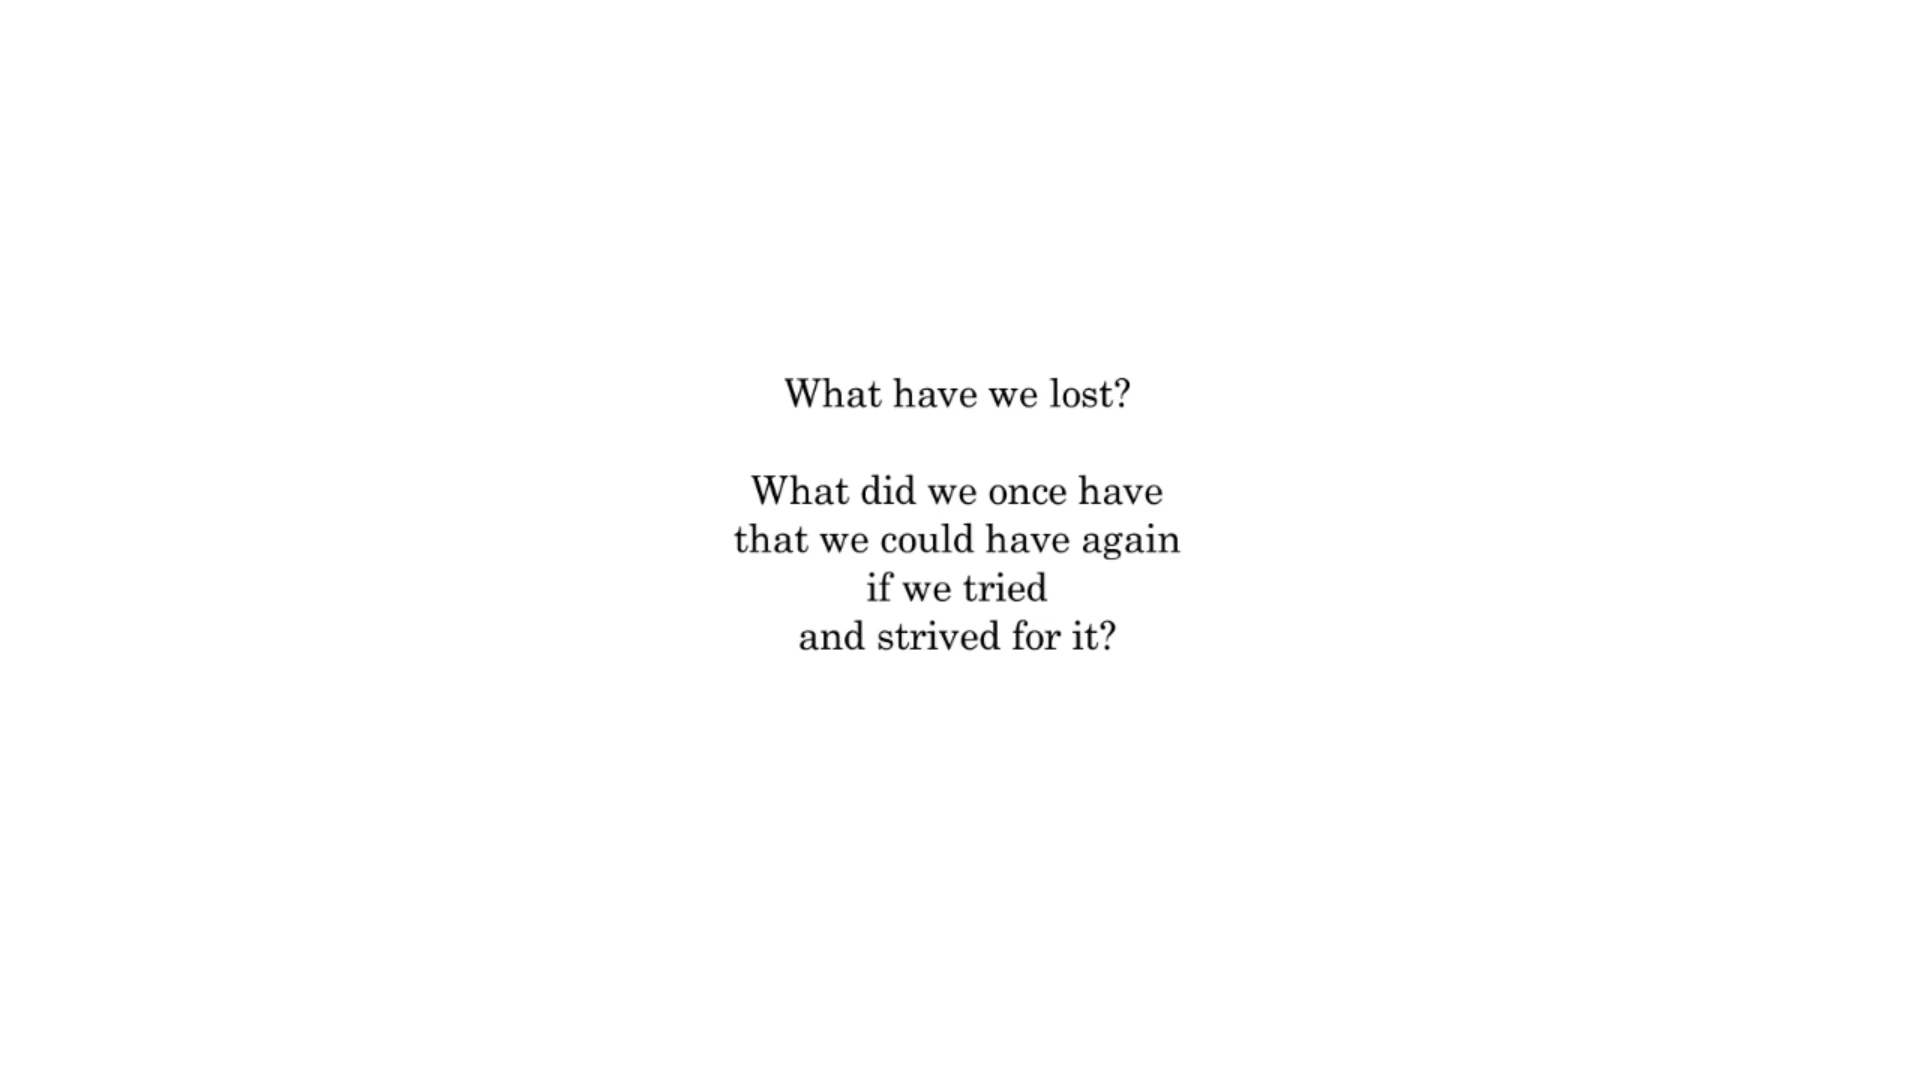 What have we lost?
What did we once have
that we could have again
if we tried
and strived for it?